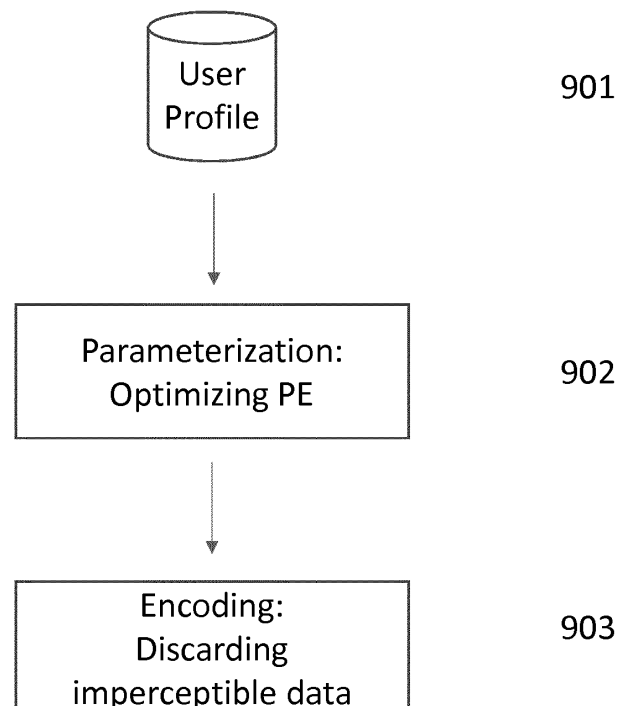 User
Profile
901
Parameterization:
Optimizing PE
902
Encoding:
Discarding
imperceptible data
903